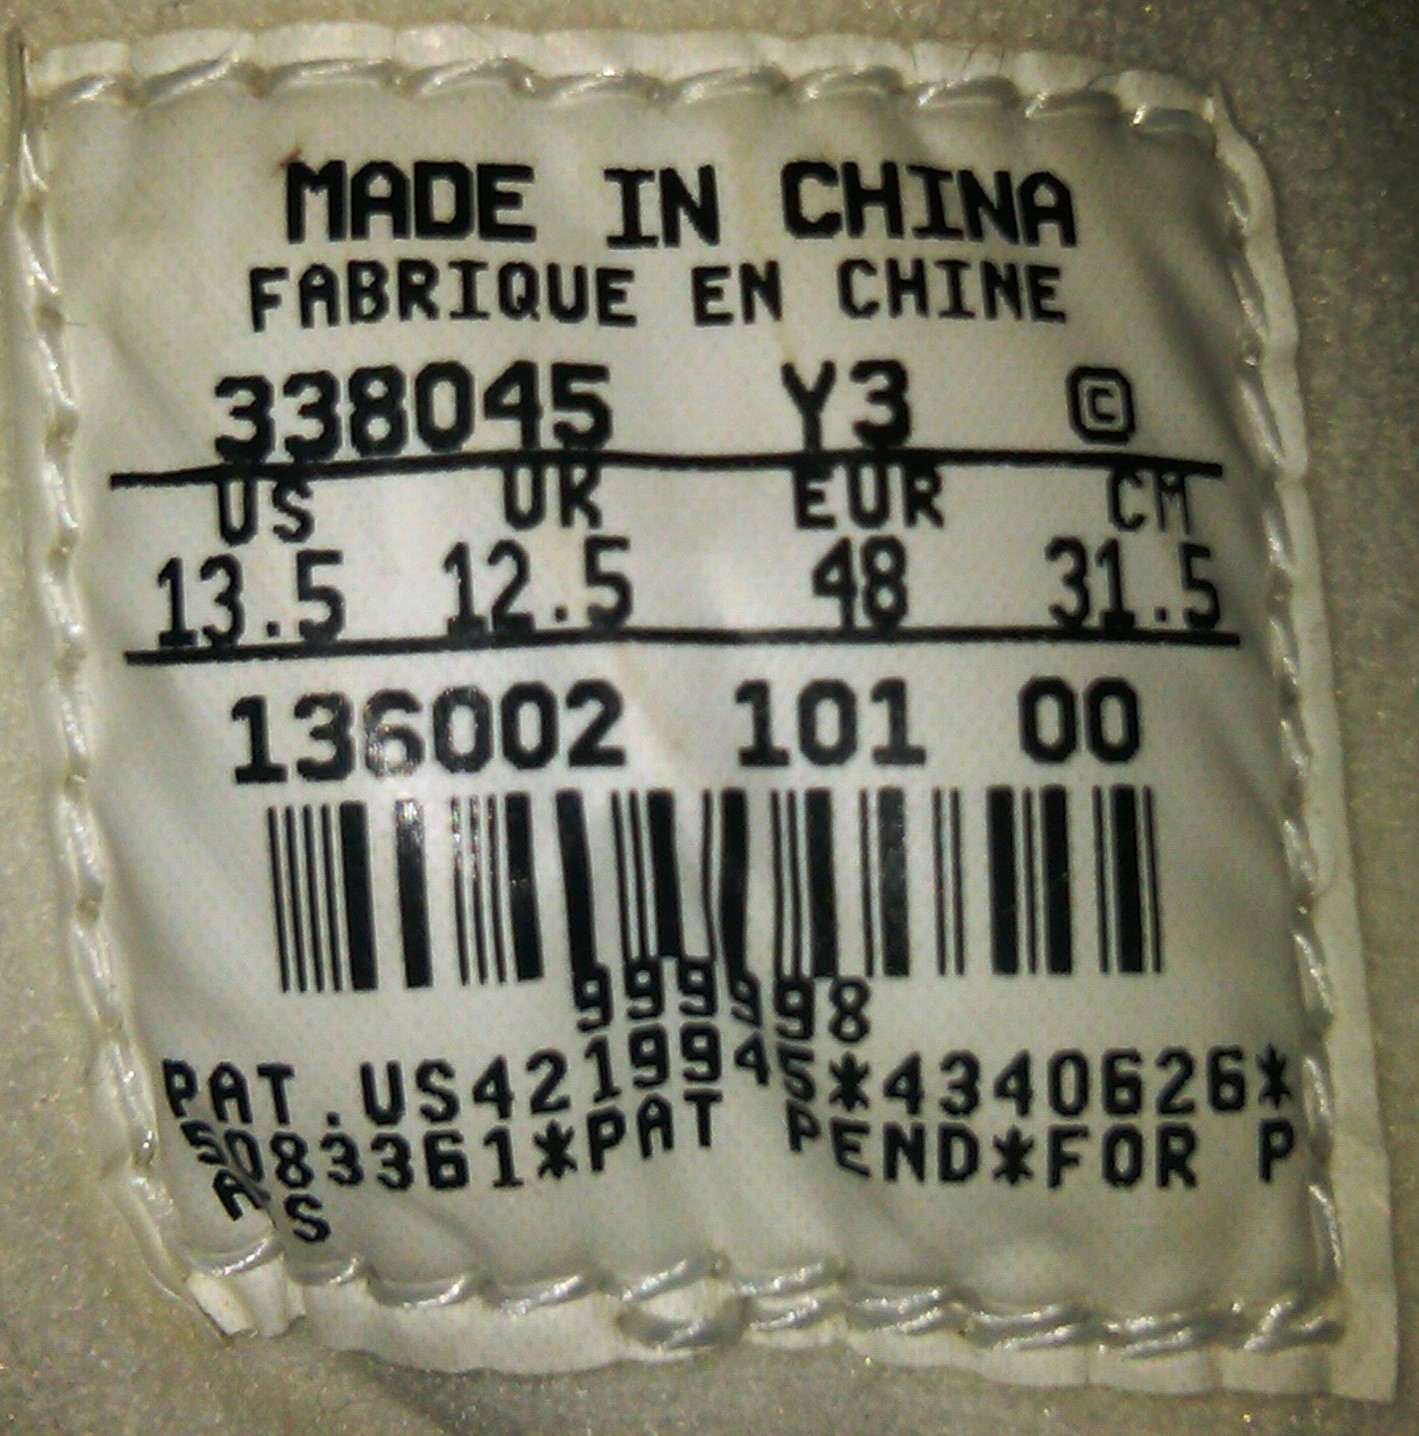 MADE IN CHINA
FABRIQUE EN CHINE
338045 Y3 ©
US UK EUR CM
13.5 12.5 48 31.5
136002 101 00
999998
PAT.US4219945*4340626*
5083361*PAT PEND*FOR P
A S